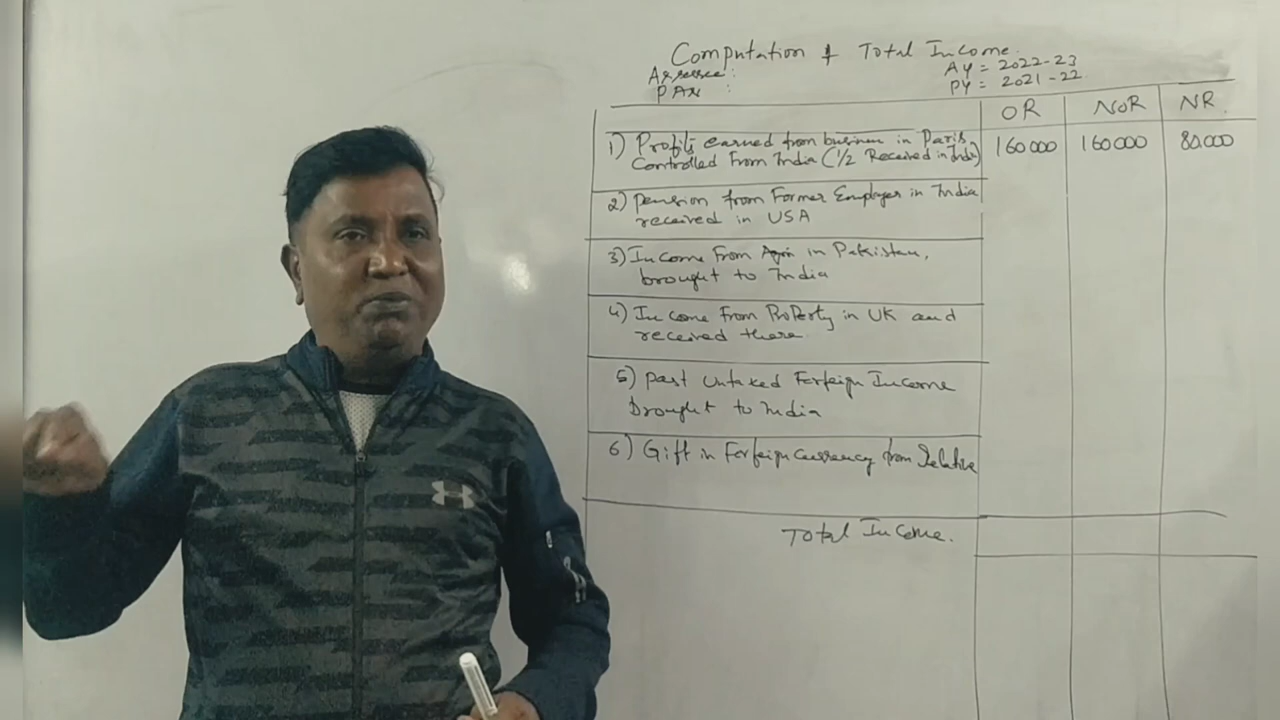 Computation of Total Income.
Assessee :
AY = 2022-23
PAN :
PY = 2021-22
OR NOR NR.
1) Profits earned from business in Paris 160000 160000 80000
Controlled From India (1/2 Received in India)
2) Pension from Former Employer in India
received in USA
3) Income From Agri in Pakistan,
brought to India
4) Income From Property in UK and
received there
5) Past Untaxed Forfeign Income
Brought to India
6) Gift in Forfeign Currency from Relative
Total Income.